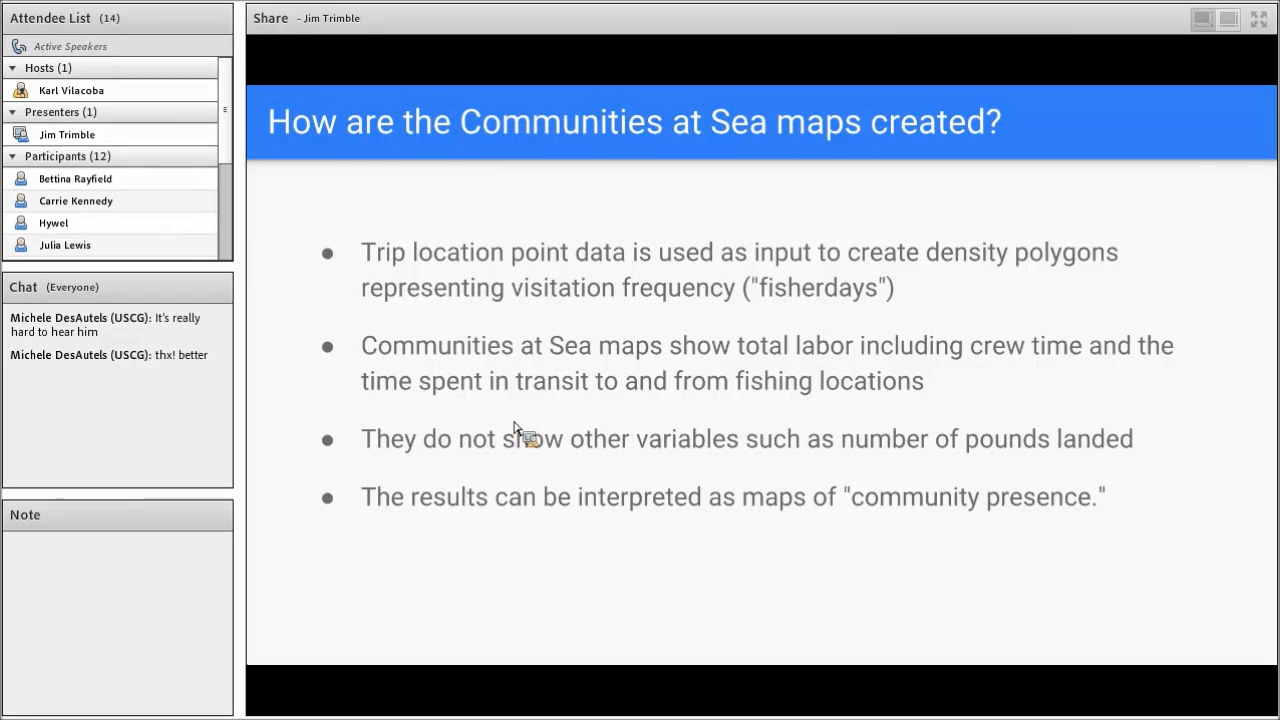 Attendee List (14)
Active Speakers
Hosts (1)
Karl Vilacoba
Presenters (1)
Jim Trimble
Participants (12)
Bettina Rayfield
Carrie Kennedy
Hywel
Julia Lewis
Chat (Everyone)
Michele DesAutels (USCG): It's really
hard to hear him
Michele DesAutels (USCG): thx! better
Note
Share - Jim Trimble
How are the Communities at Sea maps created?
● Trip location point data is used as input to create density polygons
representing visitation frequency ("fisherdays")
● Communities at Sea maps show total labor including crew time and the
time spent in transit to and from fishing locations
● They do not show other variables such as number of pounds landed
● The results can be interpreted as maps of "community presence."